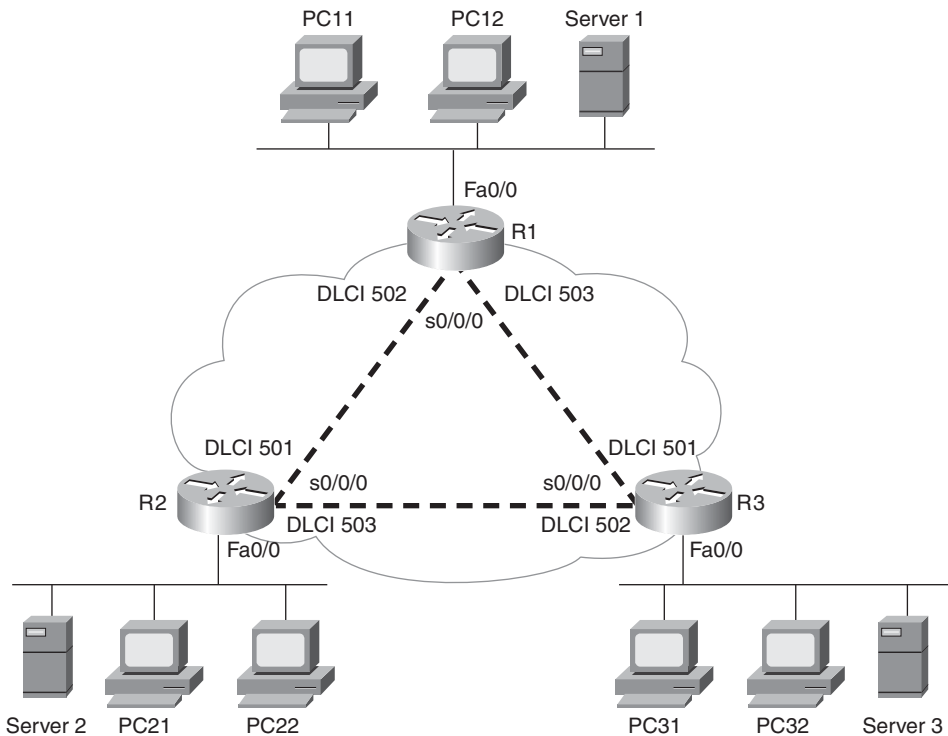 PC11 PC12 Server 1
Fa0/0
R1
DLCI 502 DLCI 503
s0/0/0
DLCI 501 DLCI 501
s0/0/0 s0/0/0
R2 R3
DLCI 503 DLCI 502
Fa0/0 Fa0/0
Server 2 PC21 PC22 PC31 PC32 Server 3